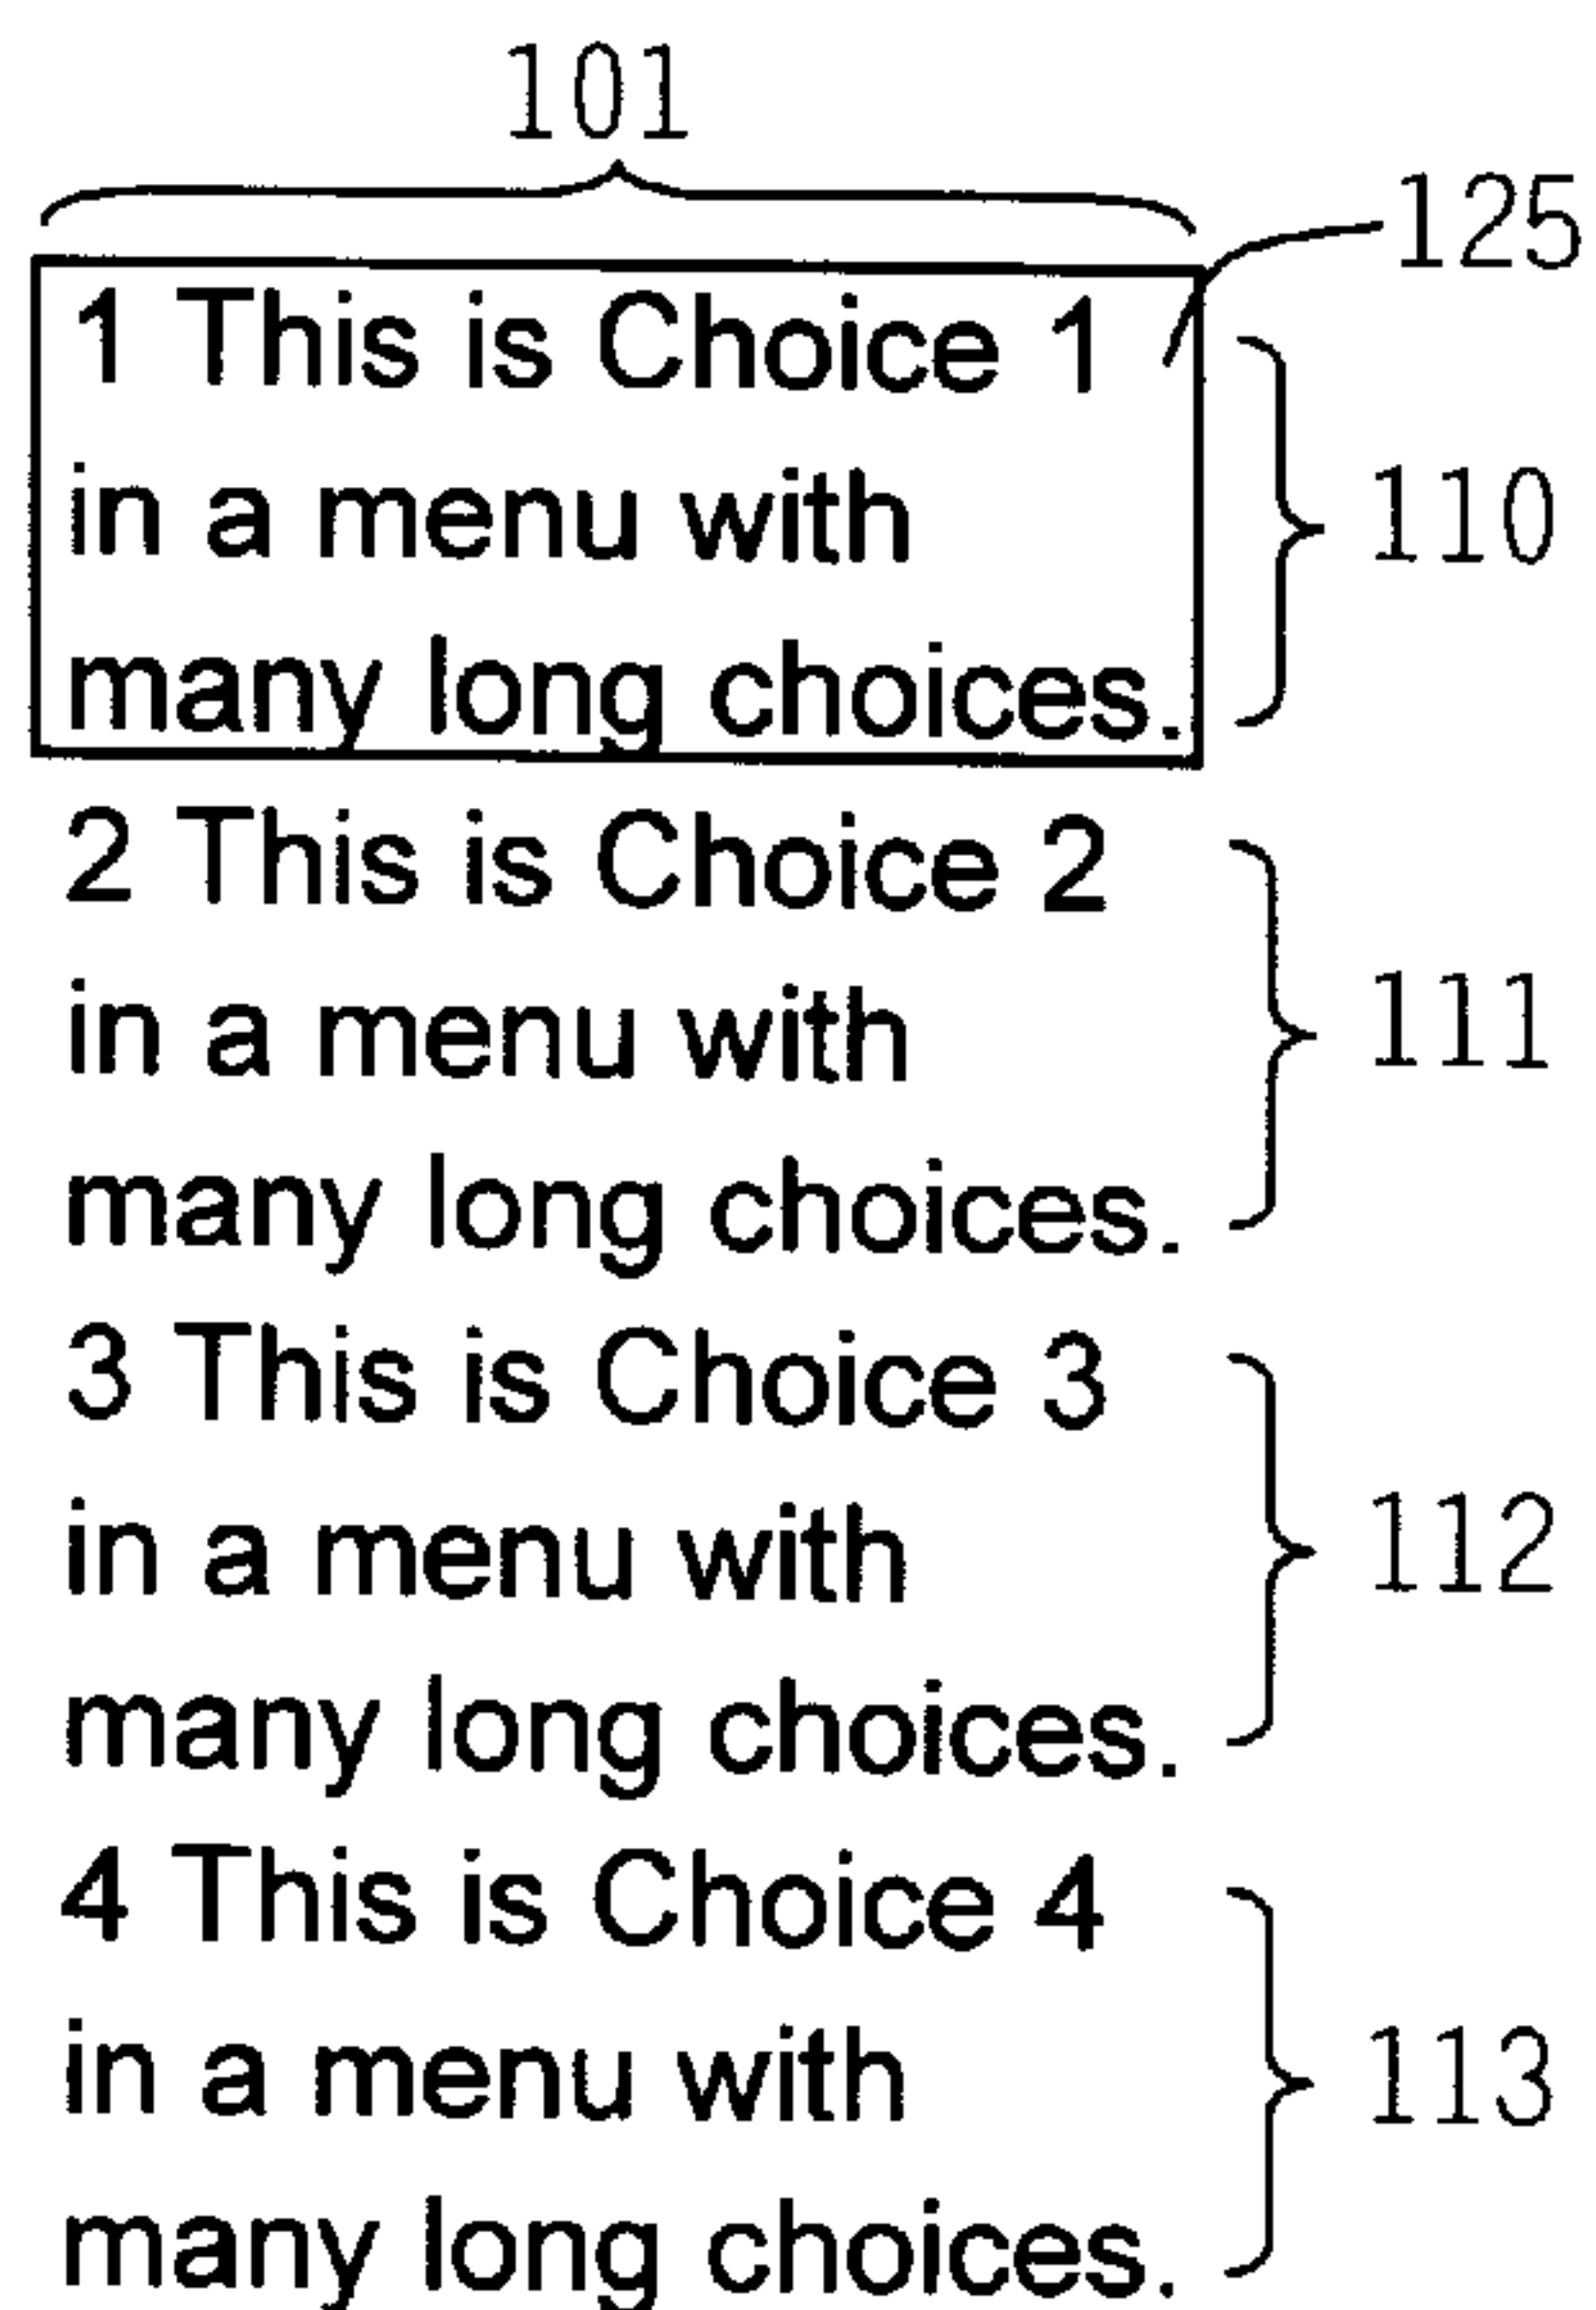 101
125
1 This is Choice 1
in a menu with
110
many long choices.
2 This is Choice 2
in a menu with
111
many long choices.
3 This is Choice 3
in a menu with
112
many long choices.
4 This is Choice 4
in a menu with
113
many long choices.